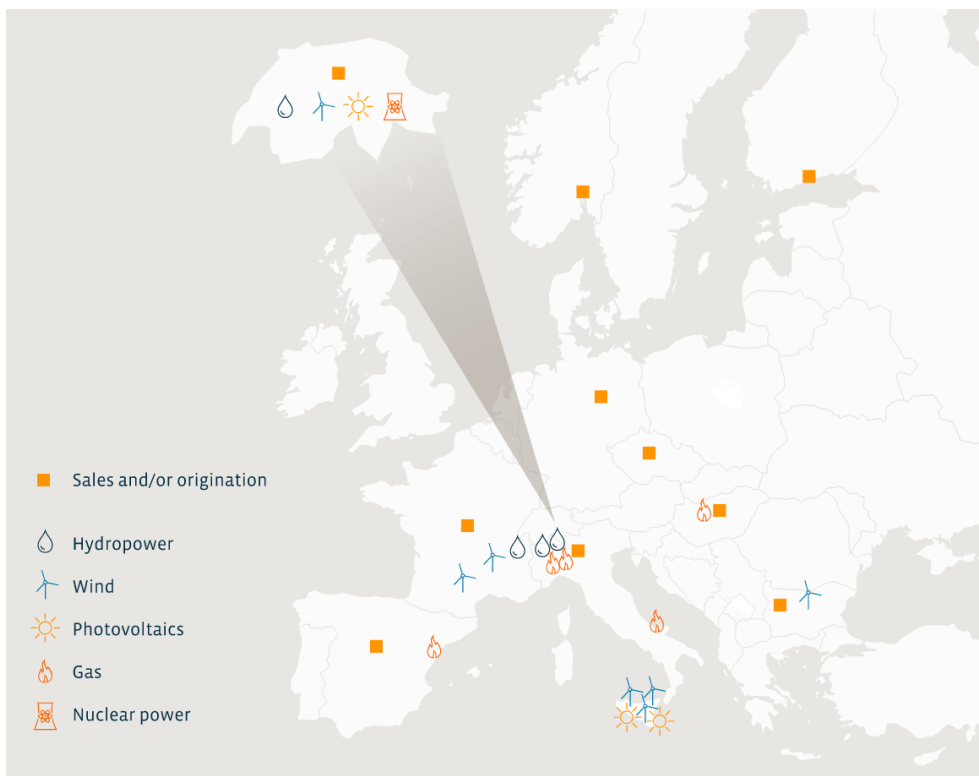 Sales and/or origination
Hydropower
Wind
Photovoltaics
Gas
Nuclear power